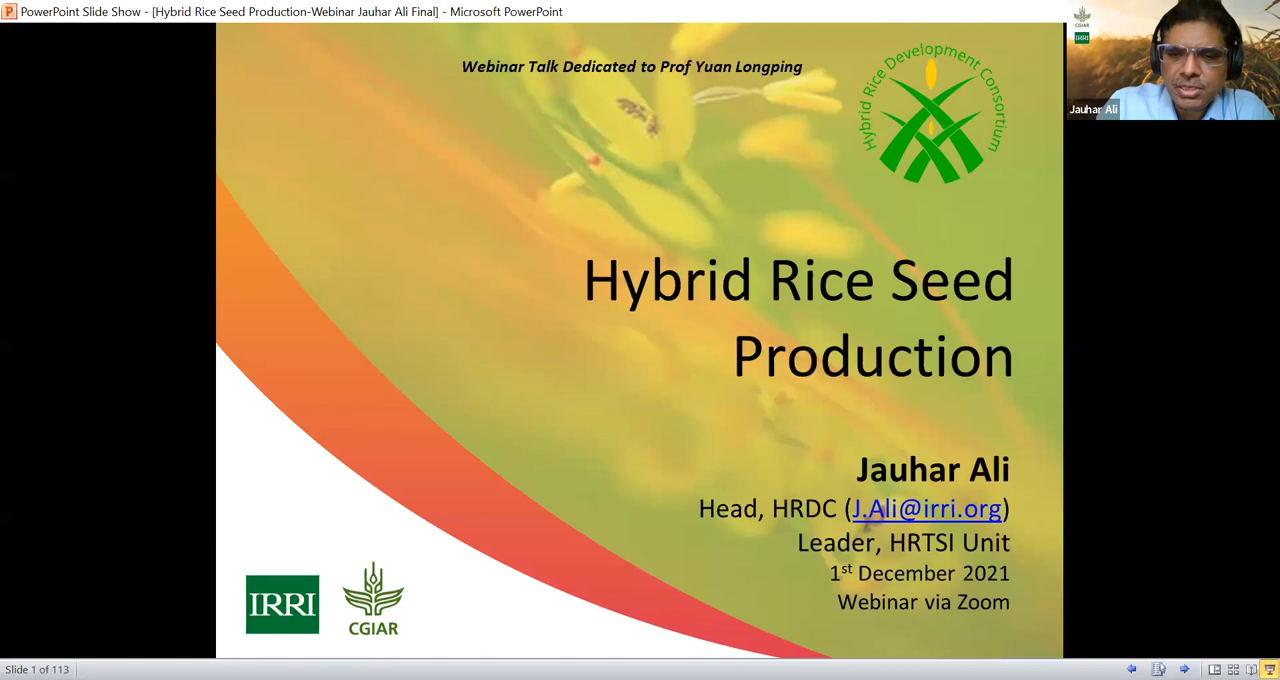 PowerPoint Slide Show - [Hybrid Rice Seed Production-Webinar Jauhar Ali Final] - Microsoft PowerPoint
CGIAR
IRRI
Jauhar Ali
Webinar Talk Dedicated to Prof Yuan Longping
Hybrid Rice Development Consortium
Hybrid Rice Seed
Production
Jauhar Ali
Head, HRDC (J.Ali@irri.org)
Leader, HRTSI Unit
1st December 2021
Webinar via Zoom
IRRI
CGIAR
Slide 1 of 113